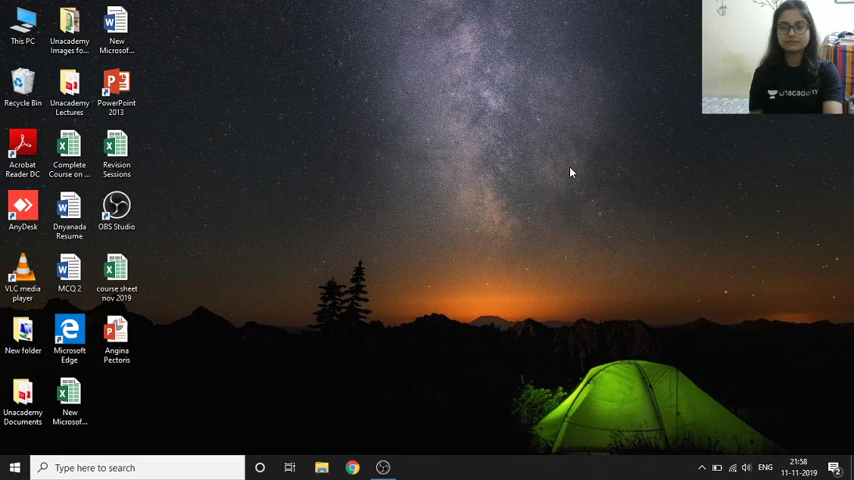 This PC
Unacademy
Images fo...
New
Microsof...
Recycle Bin
Unacademy
Lectures
PowerPoint
2013
Acrobat
Reader DC
Complete
Course on ...
Revision
Sessions
AnyDesk
Dnyanada
Resume
OBS Studio
VLC media
player
MCQ 2
course sheet
nov 2019
New folder
Microsoft
Edge
Angina
Pectoris
Unacademy
Documents
New
Microsof...
unacademy
Type here to search
ENG
21:58
11-11-2019
2